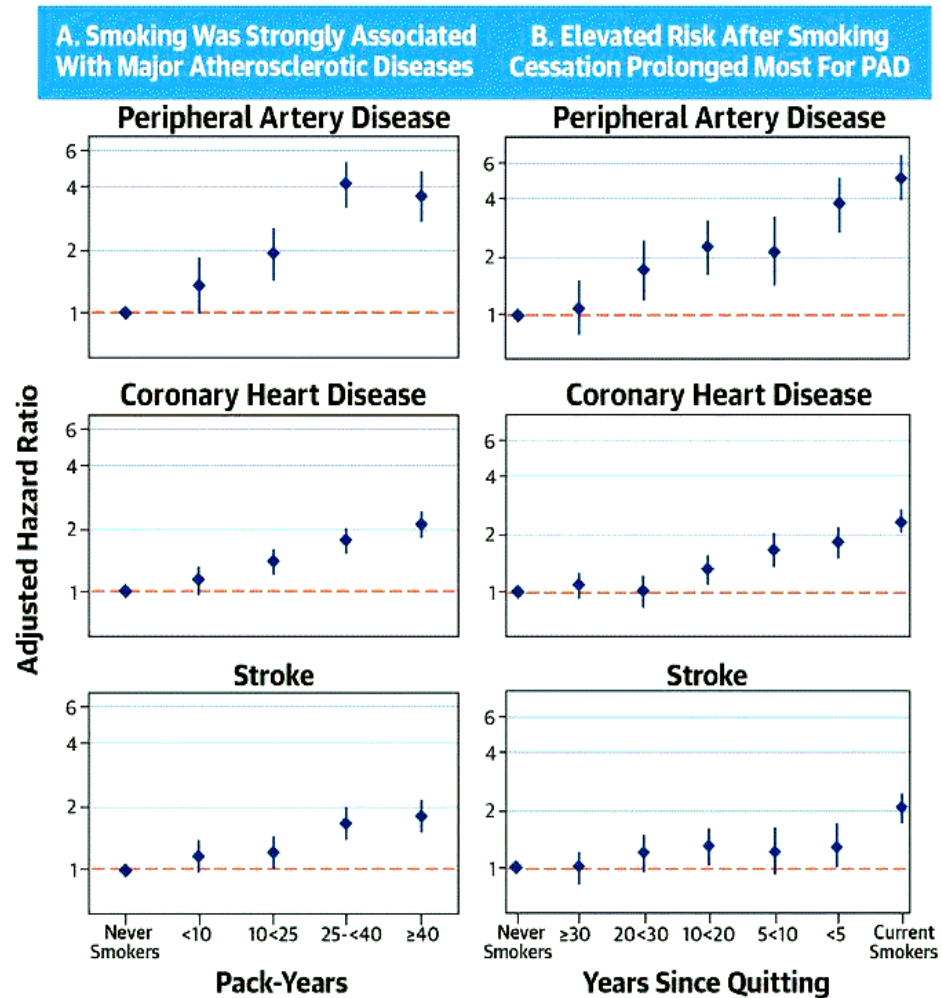 A. Smoking Was Strongly Associated
With Major Atherosclerotic Diseases
B. Elevated Risk After Smoking
Cessation Prolonged Most For PAD
Peripheral Artery Disease
6
4
2
1
Peripheral Artery Disease
6
4
2
1
Adjusted Hazard Ratio
Coronary Heart Disease
6
4
2
1
Coronary Heart Disease
6
4
2
1
Stroke
6
4
2
1
Never
Smokers
<10
10<25
25-<40
≥40
Pack-Years
Stroke
6
4
2
1
Never
Smokers
≥30
20<30
10<20
5<10
<5
Current
Smokers
Years Since Quitting